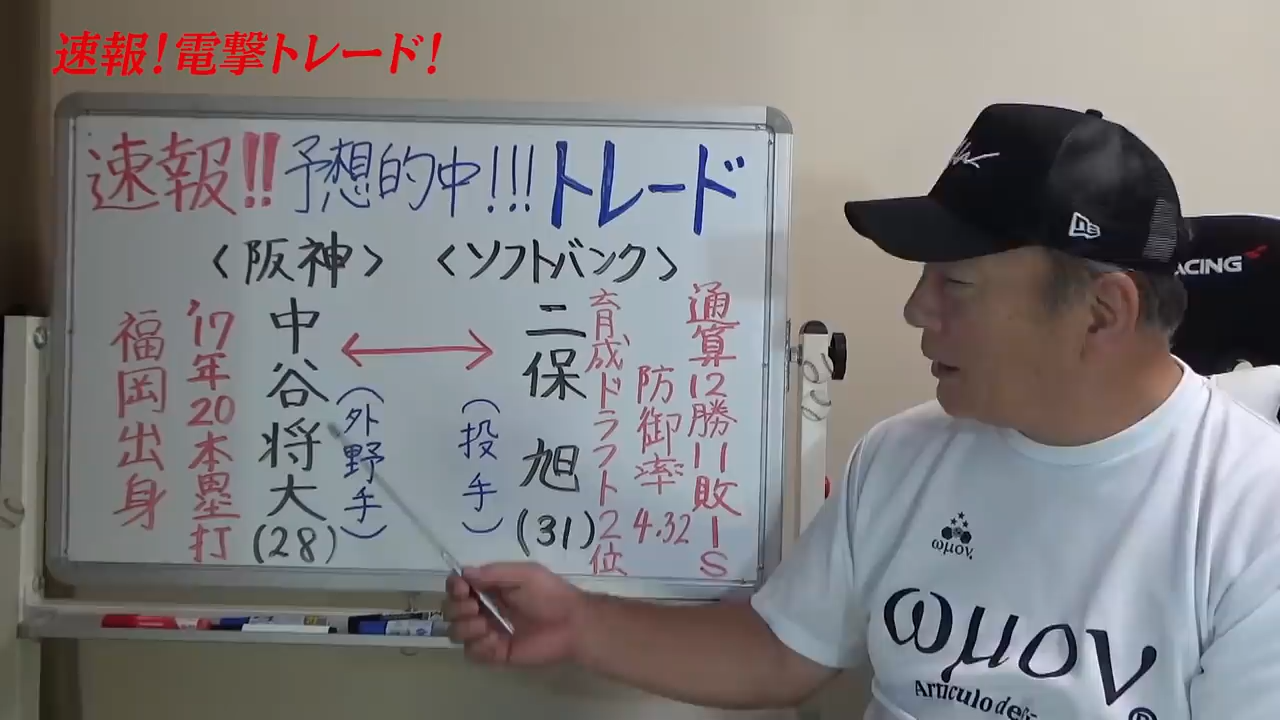 速報!電撃トレード!
速報!!予想的中!!!トレード
<阪神> <ソフトバンク>
福岡出身
'17年20本塁打
中谷将大(28)
(外野手)
(投手)
二保旭(31)
育成ドラフト2位
防御率4.32
通算12勝11敗1S
ACING
ωμον
ωμον
Articulo de